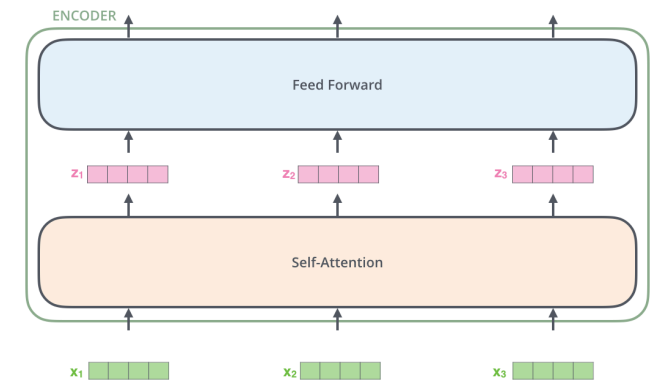 ENCODER
Feed Forward
z₁ z₂ z₃
Self-Attention
x₁ x₂ x₃